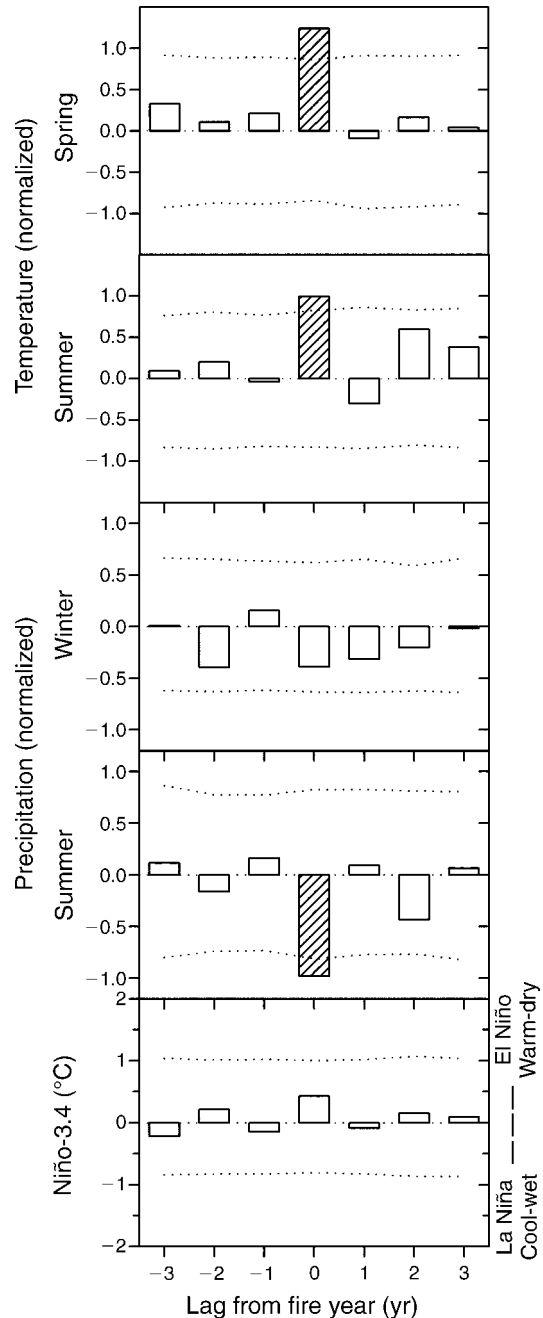 Temperature (normalized)
Spring
1.0
0.5
0.0
−0.5
−1.0
Summer
1.0
0.5
0.0
−0.5
−1.0
Precipitation (normalized)
Winter
1.0
0.5
0.0
−0.5
−1.0
Summer
1.0
0.5
0.0
−0.5
−1.0
Niño-3.4 (°C)
2
1
0
−1
−2
El Niño
Warm-dry
La Niña
Cool-wet
−3 −2 −1 0 1 2 3
Lag from fire year (yr)